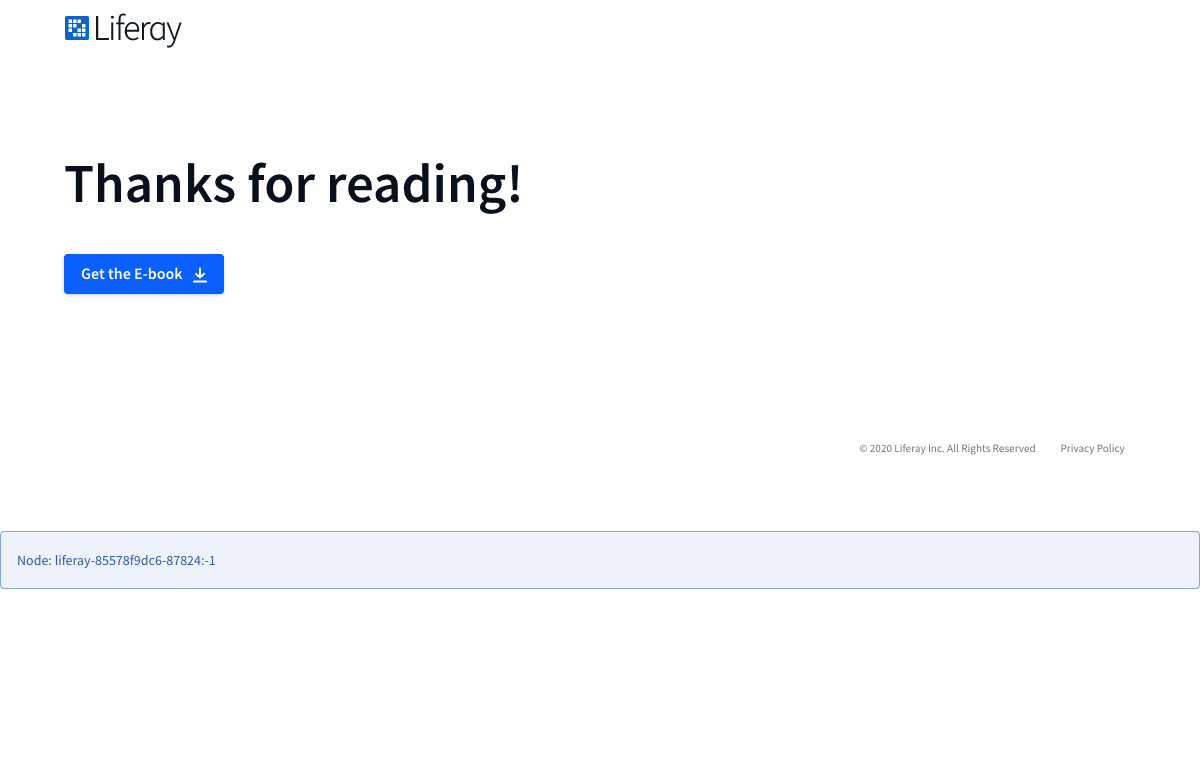 Liferay
Thanks for reading!
Get the E-book
© 2020 Liferay Inc. All Rights Reserved Privacy Policy
Node: liferay-85578f9dc6-87824:-1